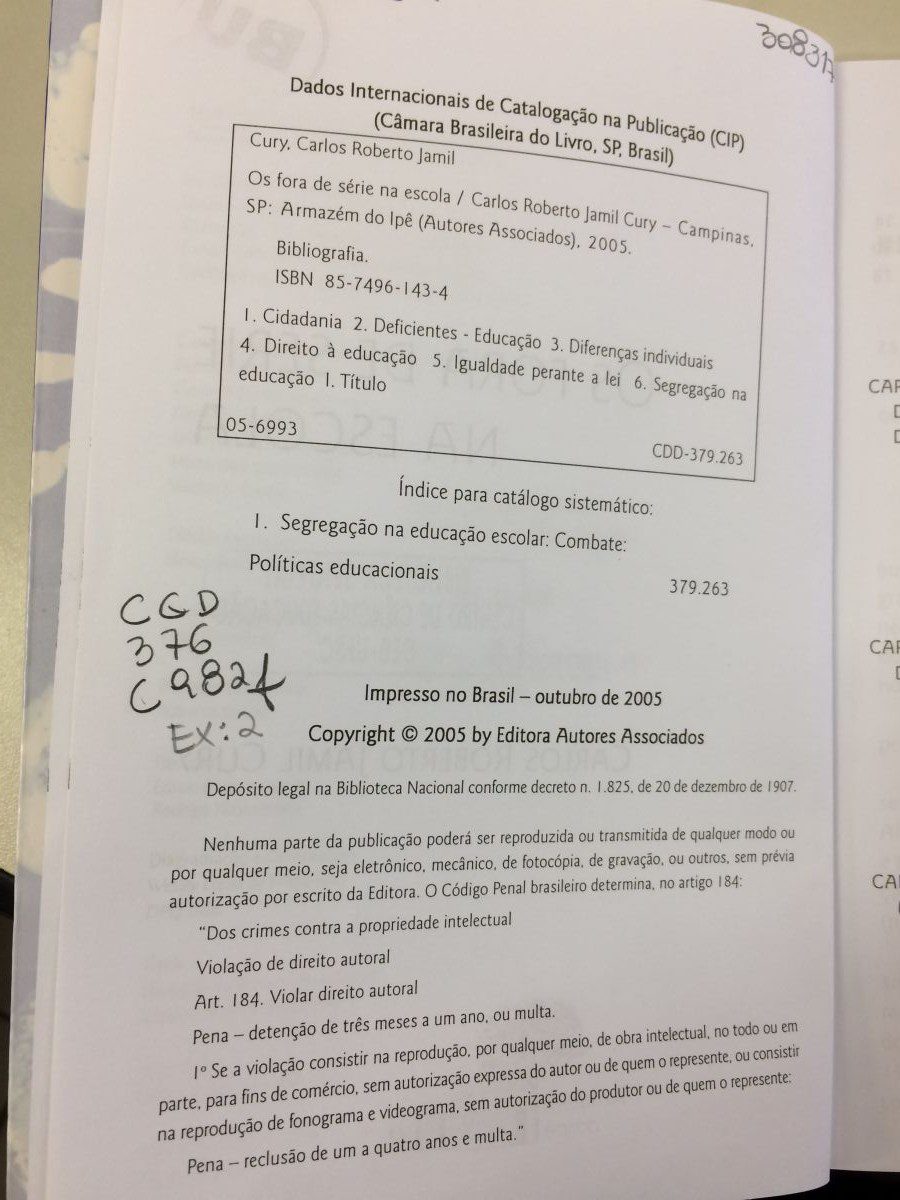 308317
Dados Internacionais de Catalogação na Publicação (CIP)
(Câmara Brasileira do Livro, SP, Brasil)
Cury, Carlos Roberto Jamil
Os fora de série na escola / Carlos Roberto Jamil Cury – Campinas,
SP: Armazém do Ipê (Autores Associados), 2005.
Bibliografia.
ISBN 85-7496-143-4
1. Cidadania 2. Deficientes - Educação 3. Diferenças individuais
4. Direito à educação 5. Igualdade perante a lei 6. Segregação na
educação I. Título
05-6993
CDD-379.263
Índice para catálogo sistemático:
1. Segregação na educação escolar: Combate:
Políticas educacionais 379.263
CGD
376
C982f
EX: 2
Impresso no Brasil – outubro de 2005
Copyright © 2005 by Editora Autores Associados
Depósito legal na Biblioteca Nacional conforme decreto n. 1.825, de 20 de dezembro de 1907.
Nenhuma parte da publicação poderá ser reproduzida ou transmitida de qualquer modo ou
por qualquer meio, seja eletrônico, mecânico, de fotocópia, de gravação, ou outros, sem prévia
autorização por escrito da Editora. O Código Penal brasileiro determina, no artigo 184:
“Dos crimes contra a propriedade intelectual
Violação de direito autoral
Art. 184. Violar direito autoral
Pena – detenção de três meses a um ano, ou multa.
1º Se a violação consistir na reprodução, por qualquer meio, de obra intelectual, no todo ou em
parte, para fins de comércio, sem autorização expressa do autor ou de quem o represente, ou consistir
na reprodução de fonograma e videograma, sem autorização do produtor ou de quem o represente:
Pena – reclusão de um a quatro anos e multa.”